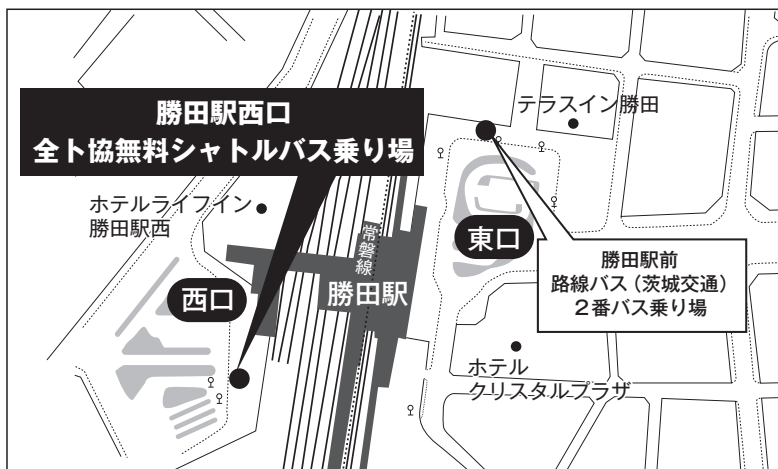 勝田駅西口
全ト協無料シャトルバス乗り場
テラスイン勝田
ホテルライフイン
勝田駅西
常磐線
東口
勝田駅前
路線バス（茨城交通）
２番バス乗り場
西口
勝田駅
ホテル
クリスタルプラザ